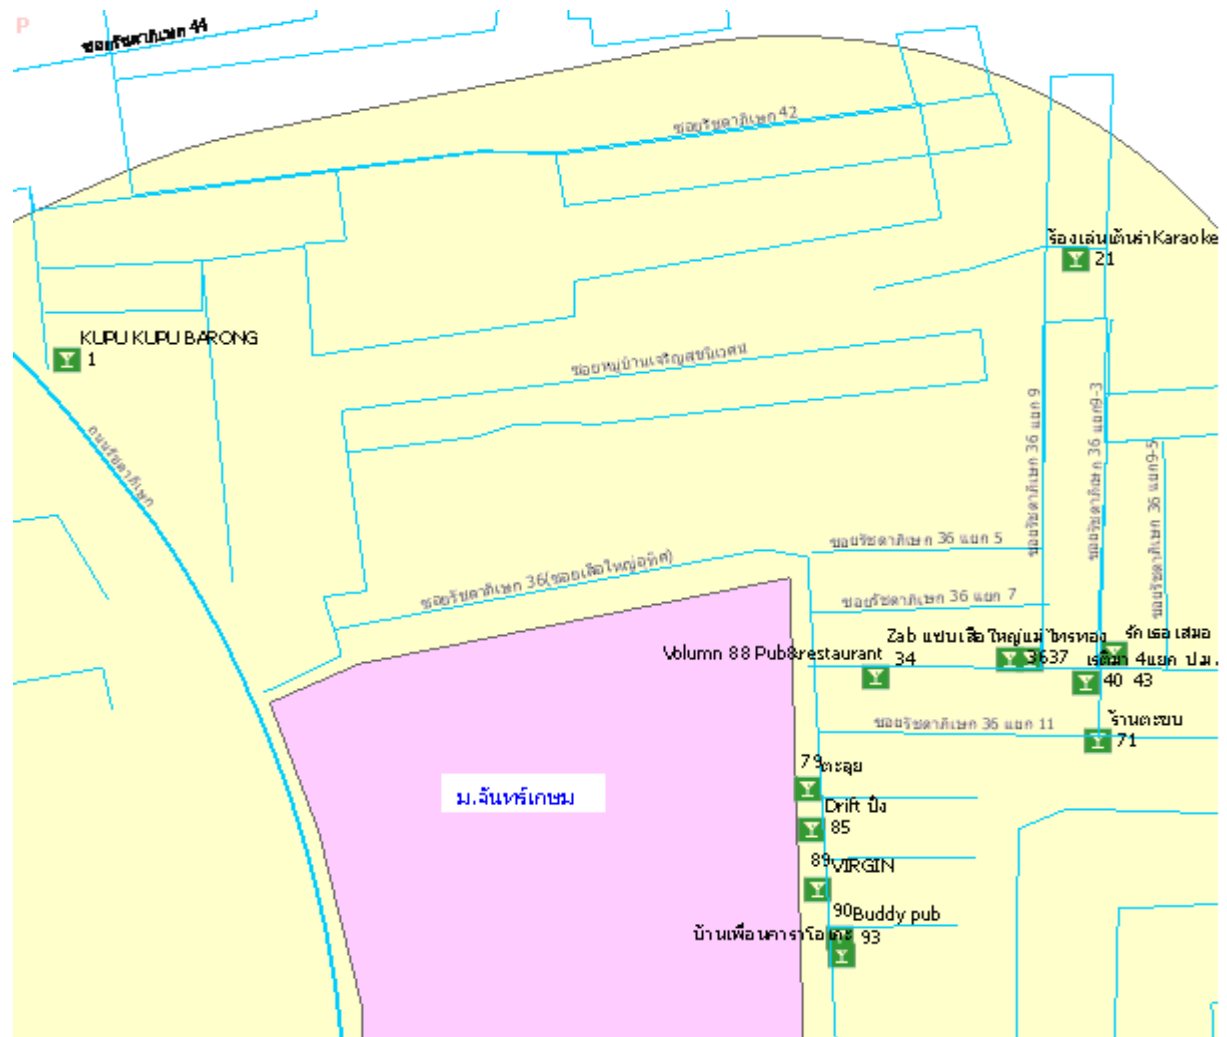 P
ซอยรัชดาภิเษก 44
ซอยรัชดาภิเษก 42
ร้องเล่นเต้นรำ Karaoke
21
KUPU KUPU BARONG
1
ซอยหมู่บ้านเจริญสุขนิเวศน์
ถนนรัชดาภิเษก
ซอยรัชดาภิเษก 36 แยก 9
ซอยรัชดาภิเษก 36 แยก9-3
ซอยรัชดาภิเษก 36 แยก9-5
ซอยรัชดาภิเษก 36 แยก 5
ซอยรัชดาภิเษก 36(ซอยเสือใหญ่อุทิศ)
ซอยรัชดาภิเษก 36 แยก 7
Zab แซบเสือใหญ่
แม่ไทรทอง
รักเธอเสมอ
Volumn 88 Pub&restaurant
34
3637
4แยก ป.ม.
40 43
ซอยรัชดาภิเษก 36 แยก 11
71
79
ตะลุย
ม.จันทร์เกษม
Drift ปิ้ง
85
89
VIRGIN
90
Buddy pub
บ้านเพื่อนคาราโอเกะ
93